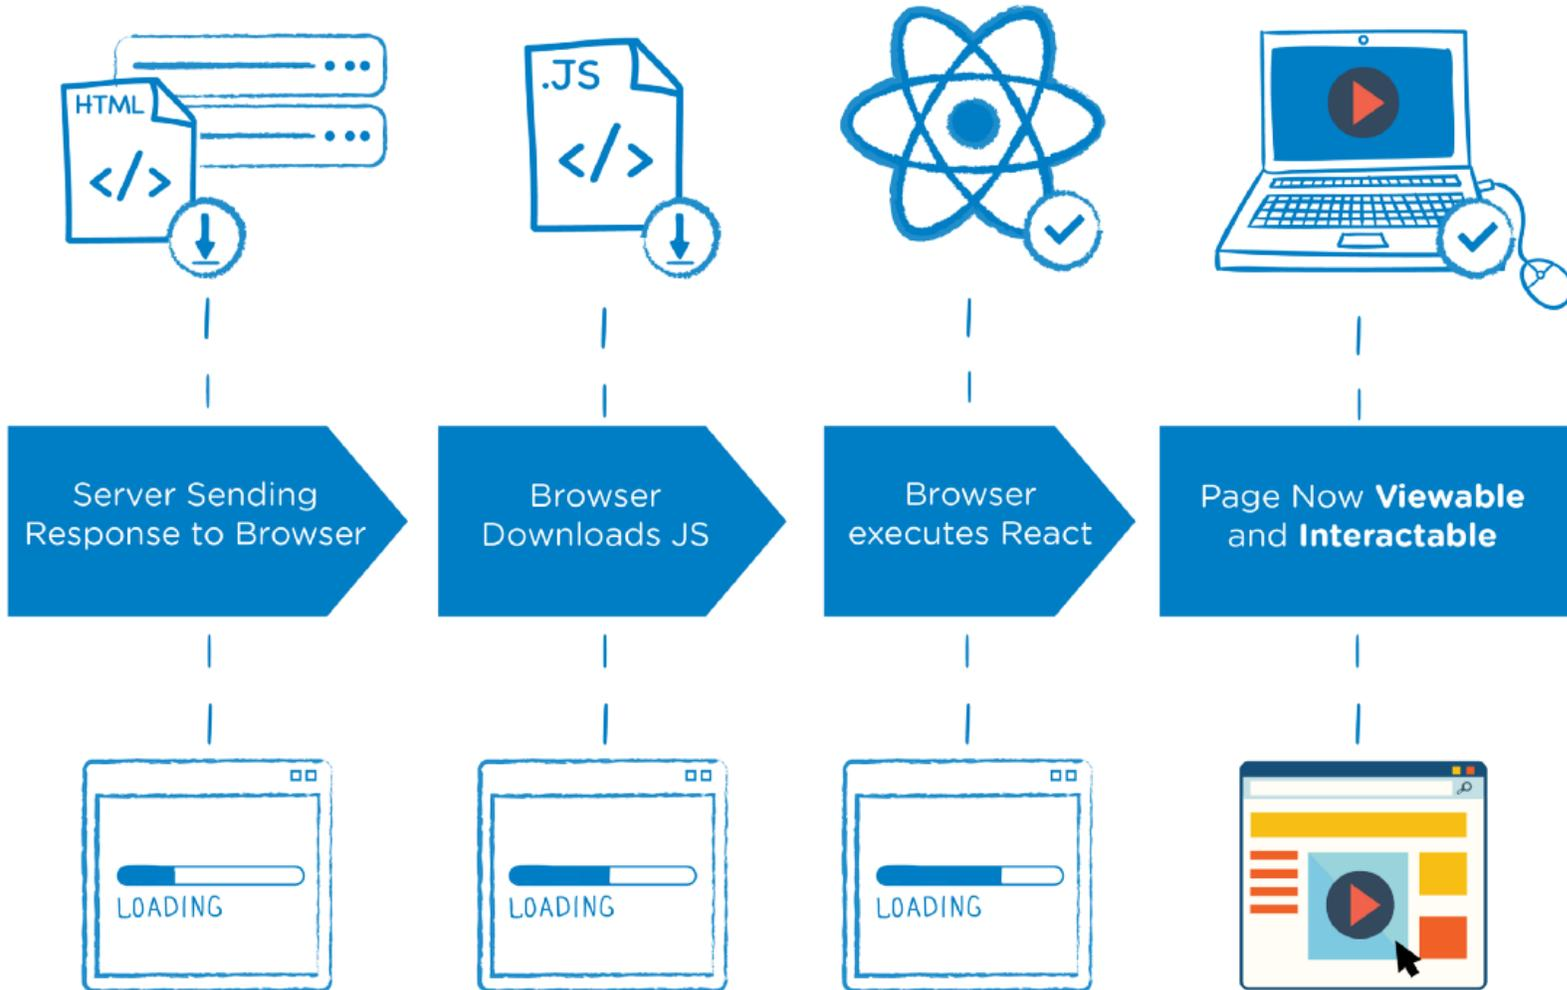 HTML
.JS
Server Sending
Response to Browser
Browser
Downloads JS
Browser
executes React
Page Now Viewable
and Interactable
LOADING
LOADING
LOADING